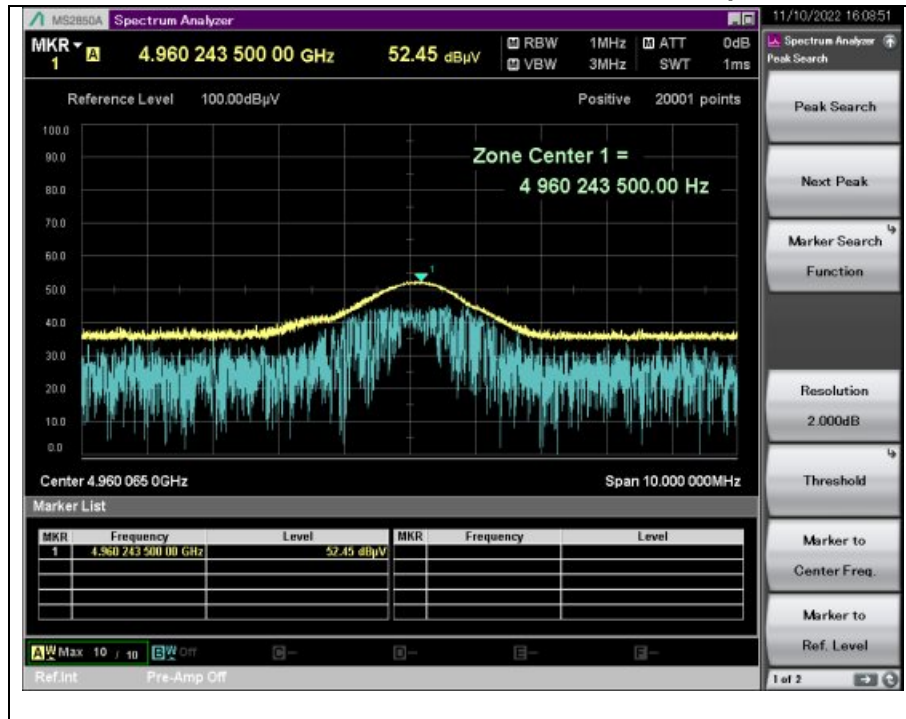 MS2850A Spectrum Analyzer
11/10/2022 16:08:51
MKR 1 A 4.960 243 500 00 GHz 52.45 dBµV
M RBW 1MHz M ATT 0dB
M VBW 3MHz SWT 1ms
Spectrum Analyzer
Peak Search
Reference Level 100.00dBµV Positive 20001 points
100.0
90.0
80.0
70.0
60.0
50.0
40.0
30.0
20.0
10.0
0.0
Zone Center 1 =
4 960 243 500.00 Hz
1
Center 4.960 065 0GHz Span 10.000 000MHz
Marker List
MKR Frequency Level MKR Frequency Level
1 4.960 243 500 00 GHz 52.45 dBµV
A W Max 10 / 10 B W Off C - D - E - F -
Ref.Int Pre-Amp Off
Peak Search
Next Peak
Marker Search
Function
Resolution
2.000dB
Threshold
Marker to
Center Freq.
Marker to
Ref. Level
1 of 2